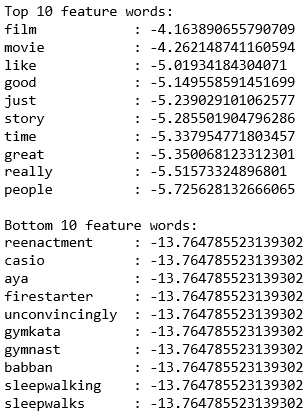 Top 10 feature words:
film : -4.163890655790709
movie : -4.262148741160594
like : -5.01934184304071
good : -5.149558591451699
just : -5.239029101062577
story : -5.285501904796286
time : -5.337954771803457
great : -5.350068123312301
really : -5.51573324896801
people : -5.725628132666065
Bottom 10 feature words:
reenactment : -13.764785523139302
casio : -13.764785523139302
aya : -13.764785523139302
firestarter : -13.764785523139302
unconvincingly : -13.764785523139302
gymkata : -13.764785523139302
gymnast : -13.764785523139302
babban : -13.764785523139302
sleepwalking : -13.764785523139302
sleepwalks : -13.764785523139302